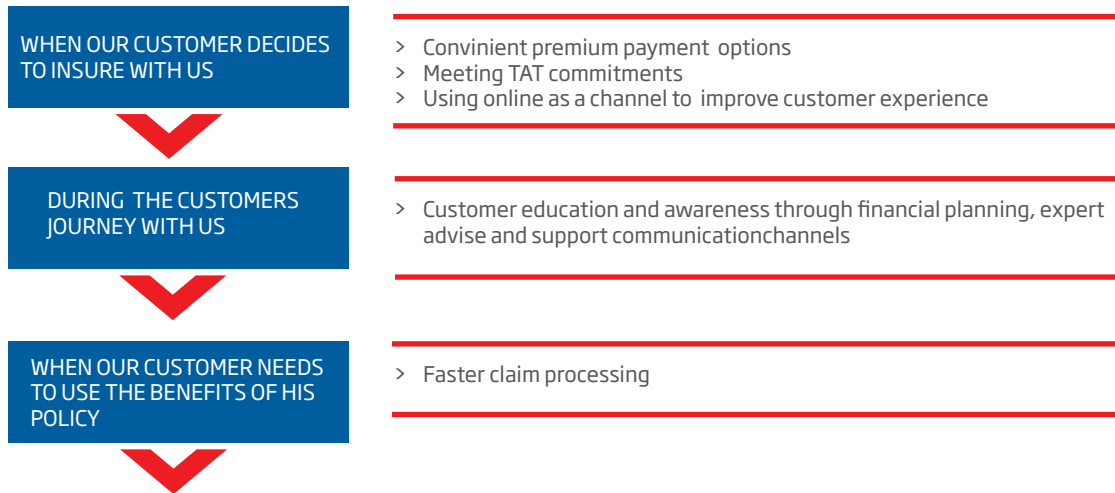 WHEN OUR CUSTOMER DECIDES
TO INSURE WITH US
> Convinient premium payment options
> Meeting TAT commitments
> Using online as a channel to improve customer experience
DURING THE CUSTOMERS
JOURNEY WITH US
> Customer education and awareness through financial planning, expert
advise and support communicationchannels
WHEN OUR CUSTOMER NEEDS
TO USE THE BENEFITS OF HIS
POLICY
> Faster claim processing